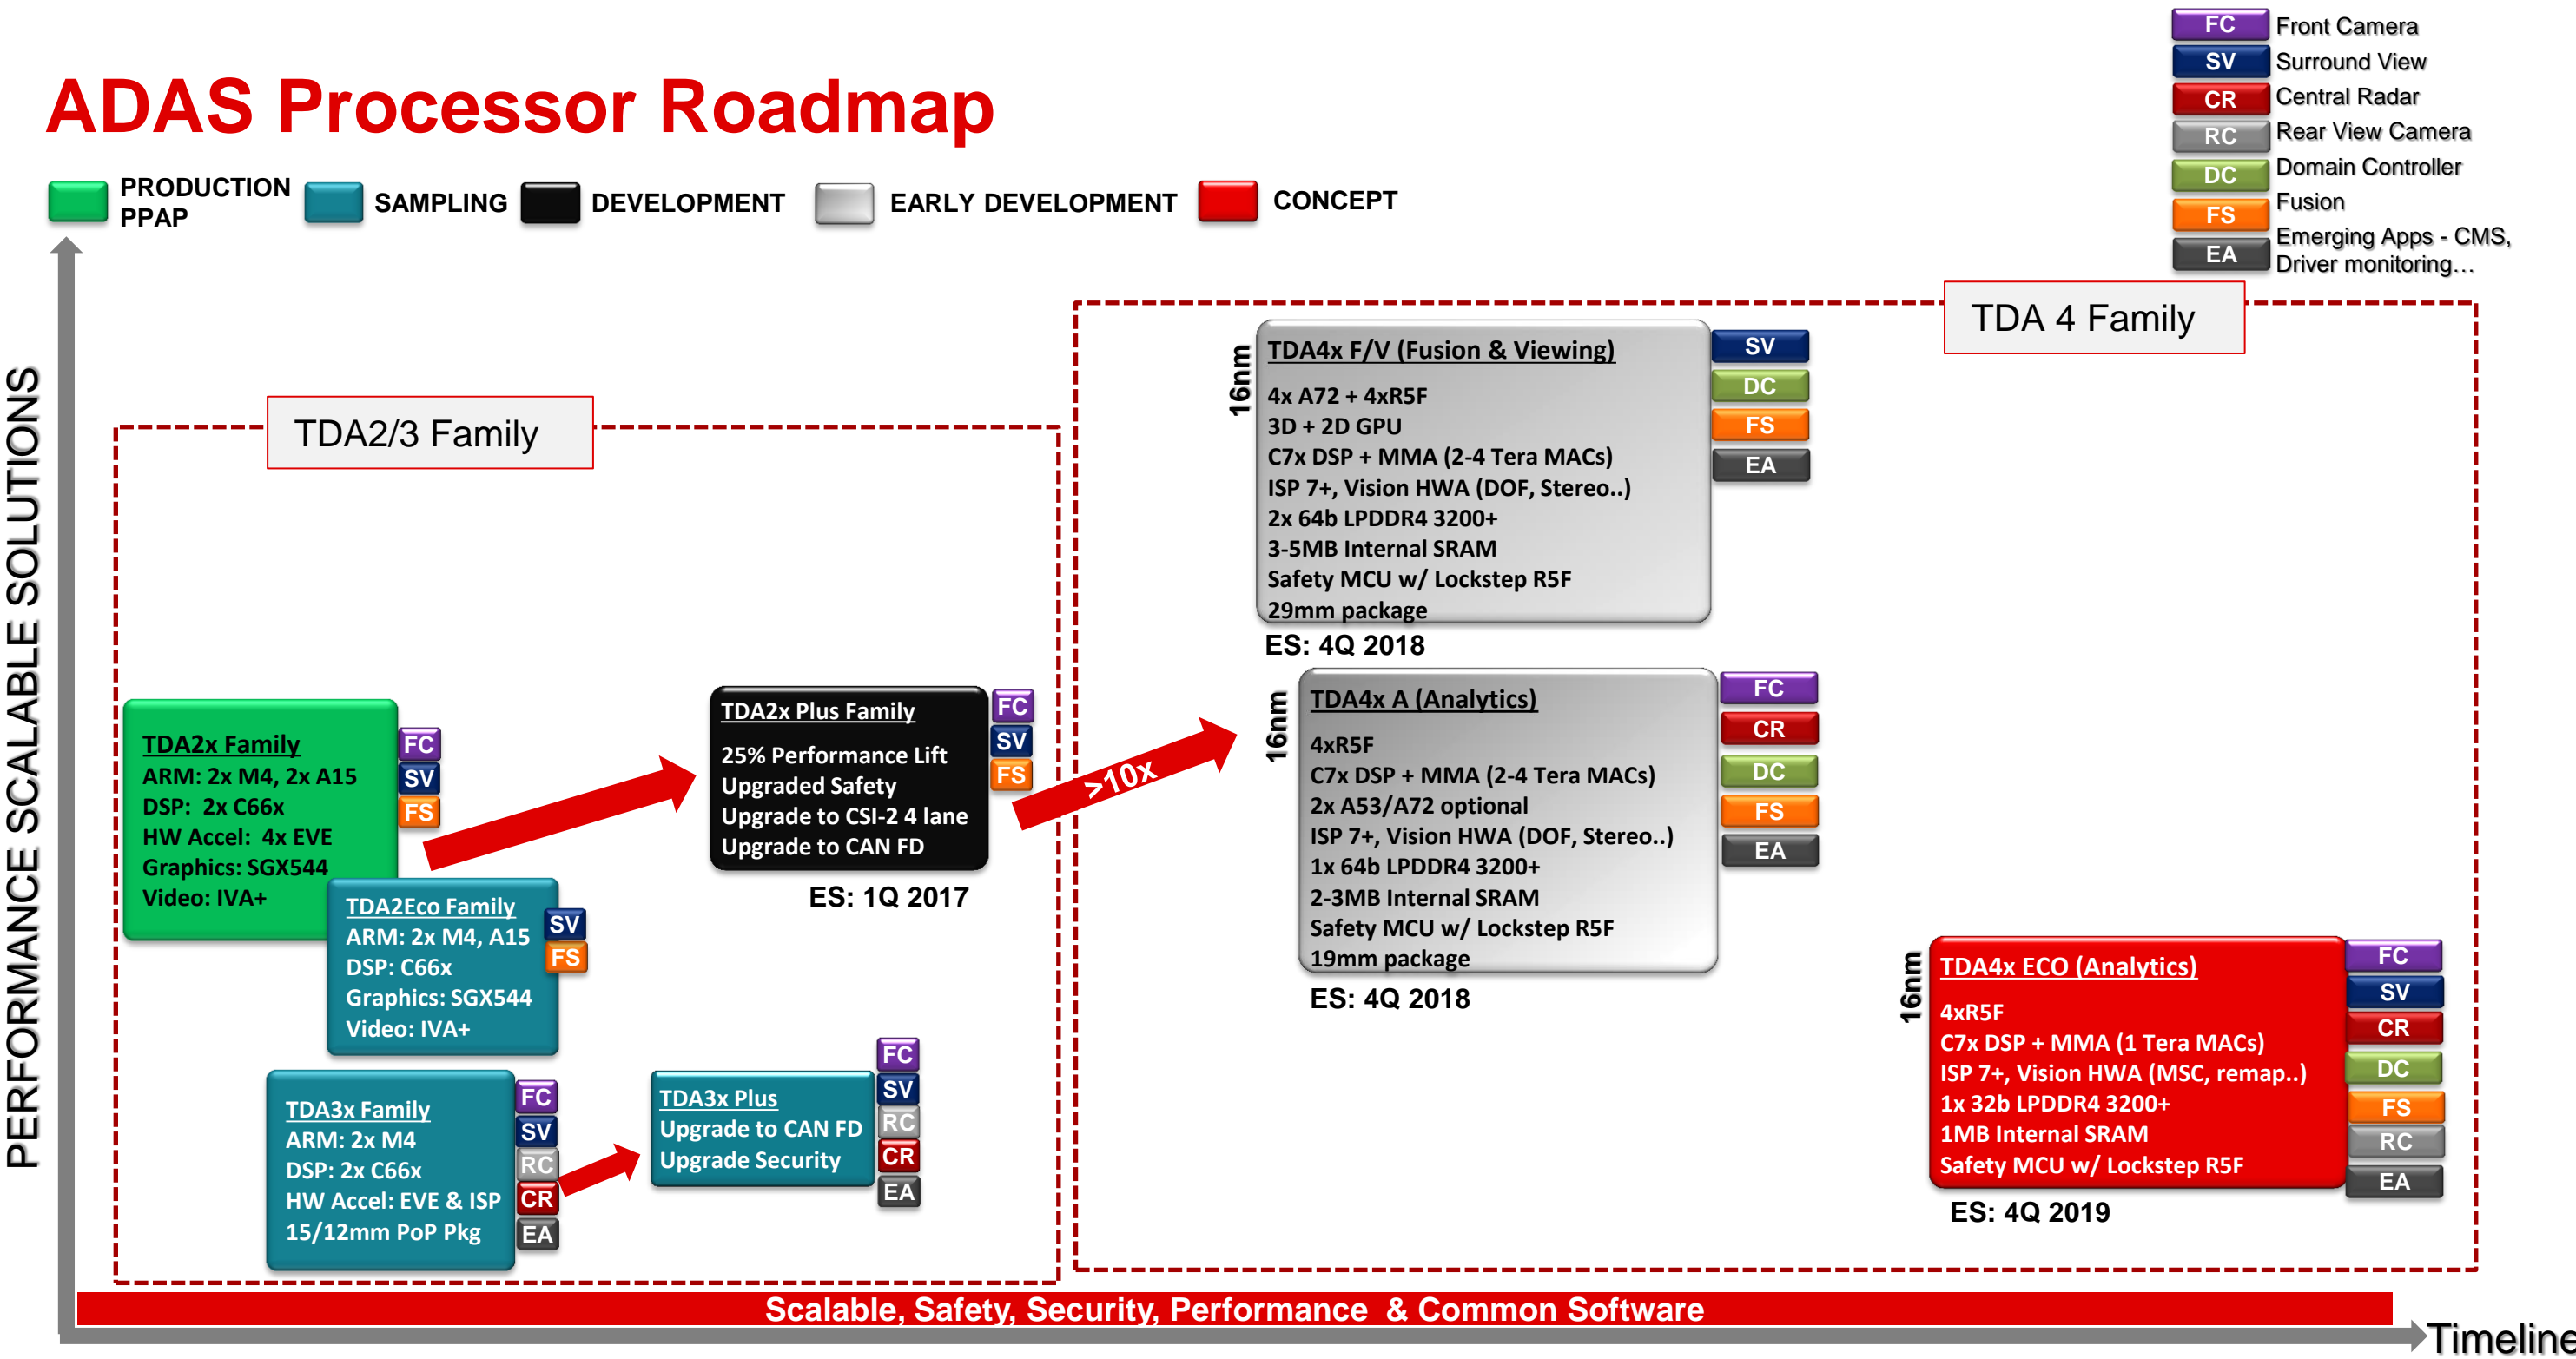 ADAS Processor Roadmap
PRODUCTION
PPAP
SAMPLING
DEVELOPMENT
EARLY DEVELOPMENT
CONCEPT
FC Front Camera
SV Surround View
CR Central Radar
RC Rear View Camera
DC Domain Controller
FS Fusion
EA Emerging Apps - CMS,
Driver monitoring...
PERFORMANCE SCALABLE SOLUTIONS
TDA2/3 Family
TDA2x Family
ARM: 2x M4, 2x A15
DSP: 2x C66x
HW Accel: 4x EVE
Graphics: SGX544
Video: IVA+
FC
SV
FS
TDA2Eco Family
ARM: 2x M4, A15
DSP: C66x
Graphics: SGX544
Video: IVA+
SV
FS
TDA3x Family
ARM: 2x M4
DSP: 2x C66x
HW Accel: EVE & ISP
15/12mm PoP Pkg
FC
SV
RC
CR
EA
TDA2x Plus Family
25% Performance Lift
Upgraded Safety
Upgrade to CSI-2 4 lane
Upgrade to CAN FD
FC
SV
FS
ES: 1Q 2017
TDA3x Plus
Upgrade to CAN FD
Upgrade Security
FC
SV
RC
CR
EA
>10x
TDA 4 Family
16nm
TDA4x F/V (Fusion & Viewing)
4x A72 + 4xR5F
3D + 2D GPU
C7x DSP + MMA (2-4 Tera MACs)
ISP 7+, Vision HWA (DOF, Stereo..)
2x 64b LPDDR4 3200+
3-5MB Internal SRAM
Safety MCU w/ Lockstep R5F
29mm package
SV
DC
FS
EA
ES: 4Q 2018
16nm
TDA4x A (Analytics)
4xR5F
C7x DSP + MMA (2-4 Tera MACs)
2x A53/A72 optional
ISP 7+, Vision HWA (DOF, Stereo..)
1x 64b LPDDR4 3200+
2-3MB Internal SRAM
Safety MCU w/ Lockstep R5F
19mm package
FC
CR
DC
FS
EA
ES: 4Q 2018
16nm
TDA4x ECO (Analytics)
4xR5F
C7x DSP + MMA (1 Tera MACs)
ISP 7+, Vision HWA (MSC, remap..)
1x 32b LPDDR4 3200+
1MB Internal SRAM
Safety MCU w/ Lockstep R5F
FC
SV
CR
DC
FS
RC
EA
ES: 4Q 2019
Scalable, Safety, Security, Performance & Common Software
Timeline